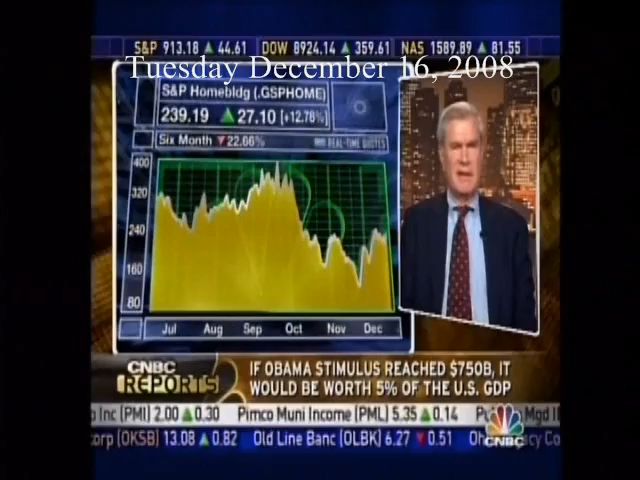 S&P 913.18 ▲ 44.61 DOW 8924.14 ▲ 359.61 NAS 1589.89 ▲ 81.55
Tuesday December 16, 2008
S&P Homebldg (.GSPHOME)
239.19 ▲ 27.10 [+12.78%]
Six Month ▼ 22.66% REAL-TIME QUOTES
400
320
240
160
80
Jul Aug Sep Oct Nov Dec
CNBC
REPORTS
IF OBAMA STIMULUS REACHED $750B, IT
WOULD BE WORTH 5% OF THE U.S. GDP
Inc (PMI) 2.00 ▲ 0.30 Pimco Muni Income (PML) 5.35 ▲ 0.14 Mgd
orp (OKSB) 13.08 ▲ 0.82 Old Line Banc (OLBK) 6.27 ▼ 0.51 Oh
CNBC